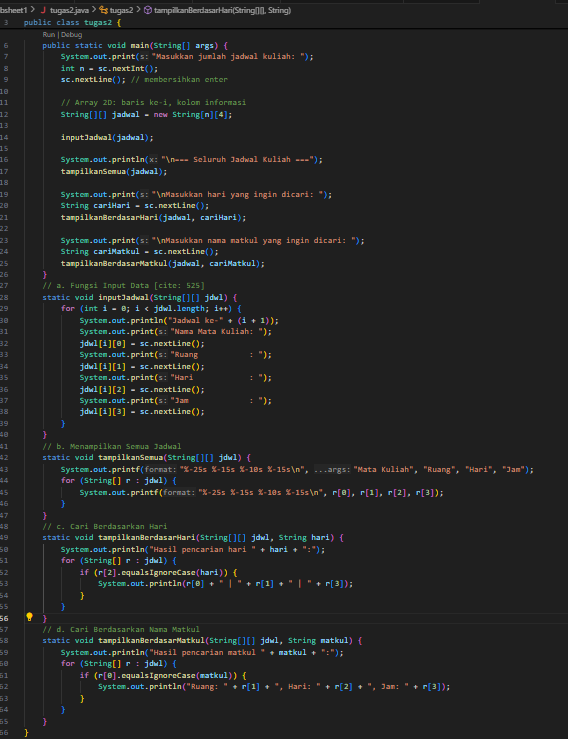 bsheet1 > J tugas2.java > tugas2 > tampilkanBerdasarHari(String[][], String)
3 public class tugas2 {
Run | Debug
6 public static void main(String[] args) {
7 System.out.print(s: "Masukkan jumlah jadwal kuliah: ");
8 int n = sc.nextInt();
9 sc.nextLine(); // membersihkan enter
10
11 // Array 2D: baris ke-i, kolom informasi
12 String[][] jadwal = new String[n][4];
13
14 inputJadwal(jadwal);
15
16 System.out.println(x: "\n=== Seluruh Jadwal Kuliah ===");
17 tampilkanSemua(jadwal);
18
19 System.out.print(s: "\nMasukkan hari yang ingin dicari: ");
20 String cariHari = sc.nextLine();
21 tampilkanBerdasarHari(jadwal, cariHari);
22
23 System.out.print(s: "\nMasukkan nama matkul yang ingin dicari: ");
24 String cariMatkul = sc.nextLine();
25 tampilkanBerdasarMatkul(jadwal, cariMatkul);
26 }
27 // a. Fungsi Input Data [cite: 525]
28 static void inputJadwal(String[][] jdwl) {
29 for (int i = 0; i < jdwl.length; i++) {
30 System.out.println("Jadwal ke-" + (i + 1));
31 System.out.print(s: "Nama Mata Kuliah: ");
32 jdwl[i][0] = sc.nextLine();
33 System.out.print(s: "Ruang : ");
34 jdwl[i][1] = sc.nextLine();
35 System.out.print(s: "Hari : ");
36 jdwl[i][2] = sc.nextLine();
37 System.out.print(s: "Jam : ");
38 jdwl[i][3] = sc.nextLine();
39 }
40 }
41 // b. Menampilkan Semua Jadwal
42 static void tampilkanSemua(String[][] jdwl) {
43 System.out.printf(format: "%-25s %-15s %-10s %-15s\n", ...args: "Mata Kuliah", "Ruang", "Hari", "Jam");
44 for (String[] r : jdwl) {
45 System.out.printf(format: "%-25s %-15s %-10s %-15s\n", r[0], r[1], r[2], r[3]);
46 }
47 }
48 // c. Cari Berdasarkan Hari
49 static void tampilkanBerdasarHari(String[][] jdwl, String hari) {
50 System.out.println("Hasil pencarian hari " + hari + ":");
51 for (String[] r : jdwl) {
52 if (r[2].equalsIgnoreCase(hari)) {
53 System.out.println(r[0] + " | " + r[1] + " | " + r[3]);
54 }
55 }
56 }
57 // d. Cari Berdasarkan Nama Matkul
58 static void tampilkanBerdasarMatkul(String[][] jdwl, String matkul) {
59 System.out.println("Hasil pencarian matkul " + matkul + ":");
60 for (String[] r : jdwl) {
61 if (r[0].equalsIgnoreCase(matkul)) {
62 System.out.println("Ruang: " + r[1] + ", Hari: " + r[2] + ", Jam: " + r[3]);
63 }
64 }
65 }
66 }